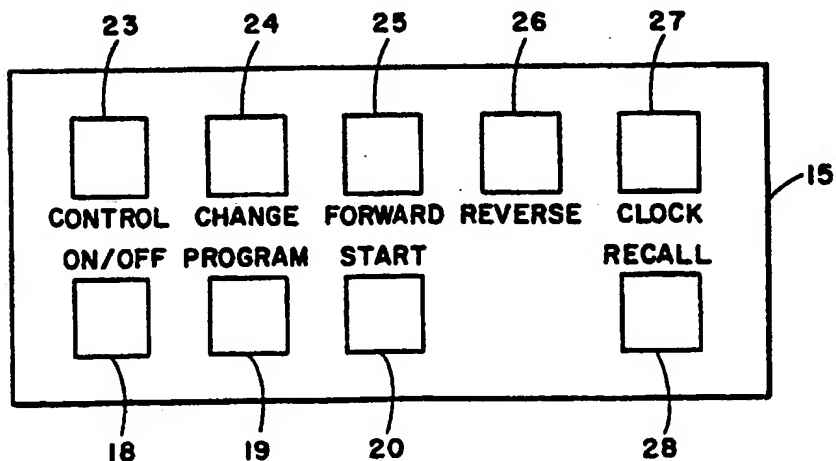 23 24 25 26 27
15
CONTROL CHANGE FORWARD REVERSE CLOCK
ON/OFF PROGRAM START RECALL
18 19 20 28